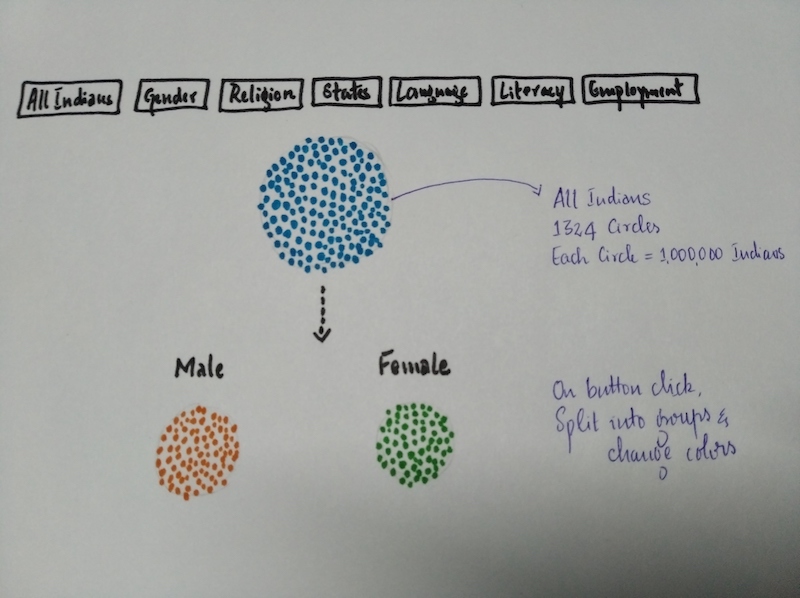 All Indians Gender Religion States Language Literacy Employment
All Indians
1324 Circles
Each Circle = 1,000,000 Indians
Male Female
On button click,
Split into groups &
change colors